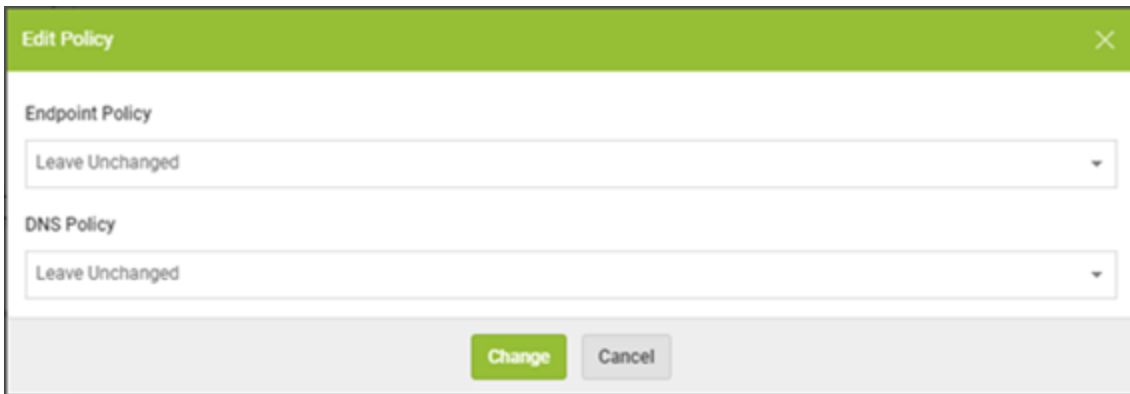 Edit Policy
Endpoint Policy
Leave Unchanged
DNS Policy
Leave Unchanged
Change Cancel